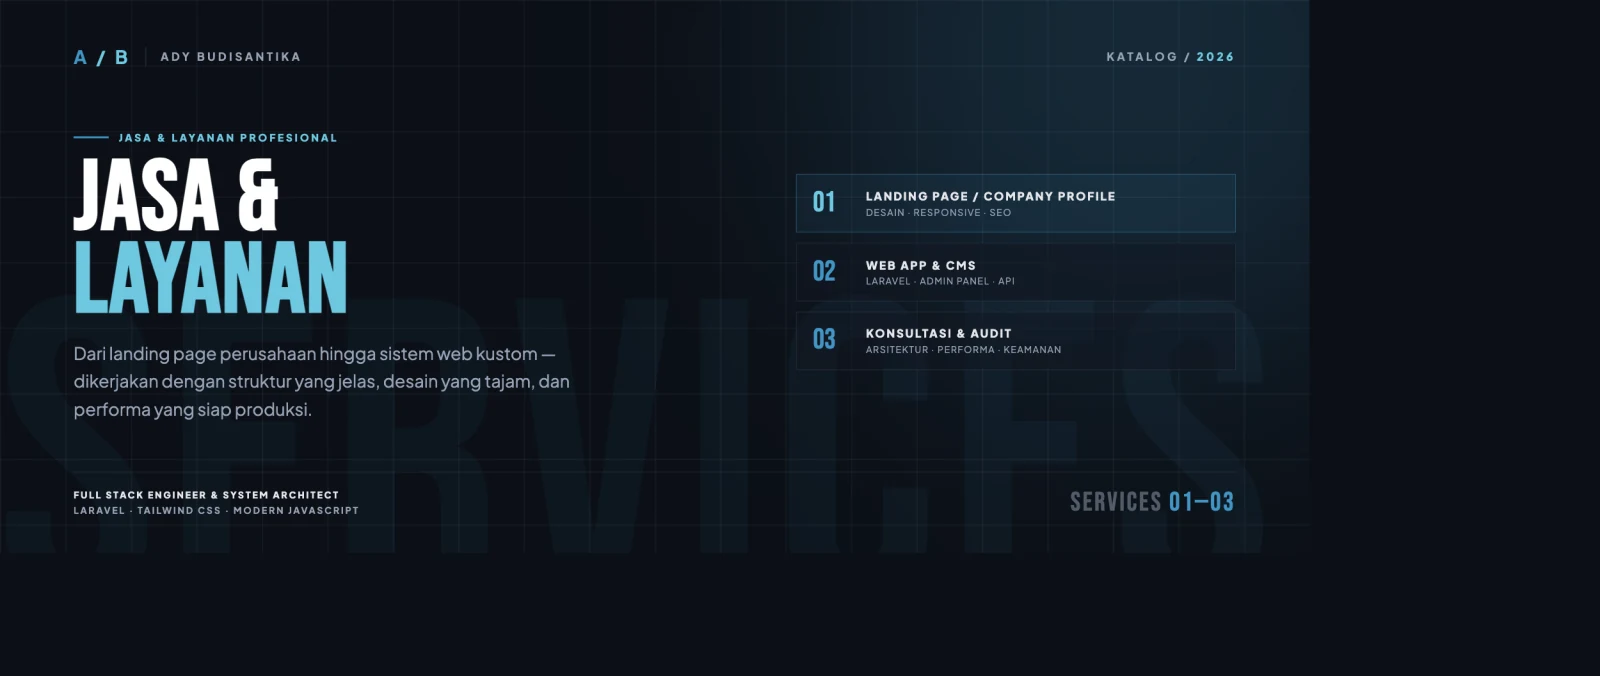 A / B
ADY BUDISANTIKA
KATALOG / 2026
JASA & LAYANAN PROFESIONAL
JASA &
LAYANAN
Dari landing page perusahaan hingga sistem web kustom —
dikerjakan dengan struktur yang jelas, desain yang tajam, dan
performa yang siap produksi.
01
LANDING PAGE / COMPANY PROFILE
DESAIN · RESPONSIVE · SEO
02
WEB APP & CMS
LARAVEL · ADMIN PANEL · API
03
KONSULTASI & AUDIT
ARSITEKTUR · PERFORMA · KEAMANAN
SERVICES
FULL STACK ENGINEER & SYSTEM ARCHITECT
LARAVEL · TAILWIND CSS · MODERN JAVASCRIPT
SERVICES 01—03